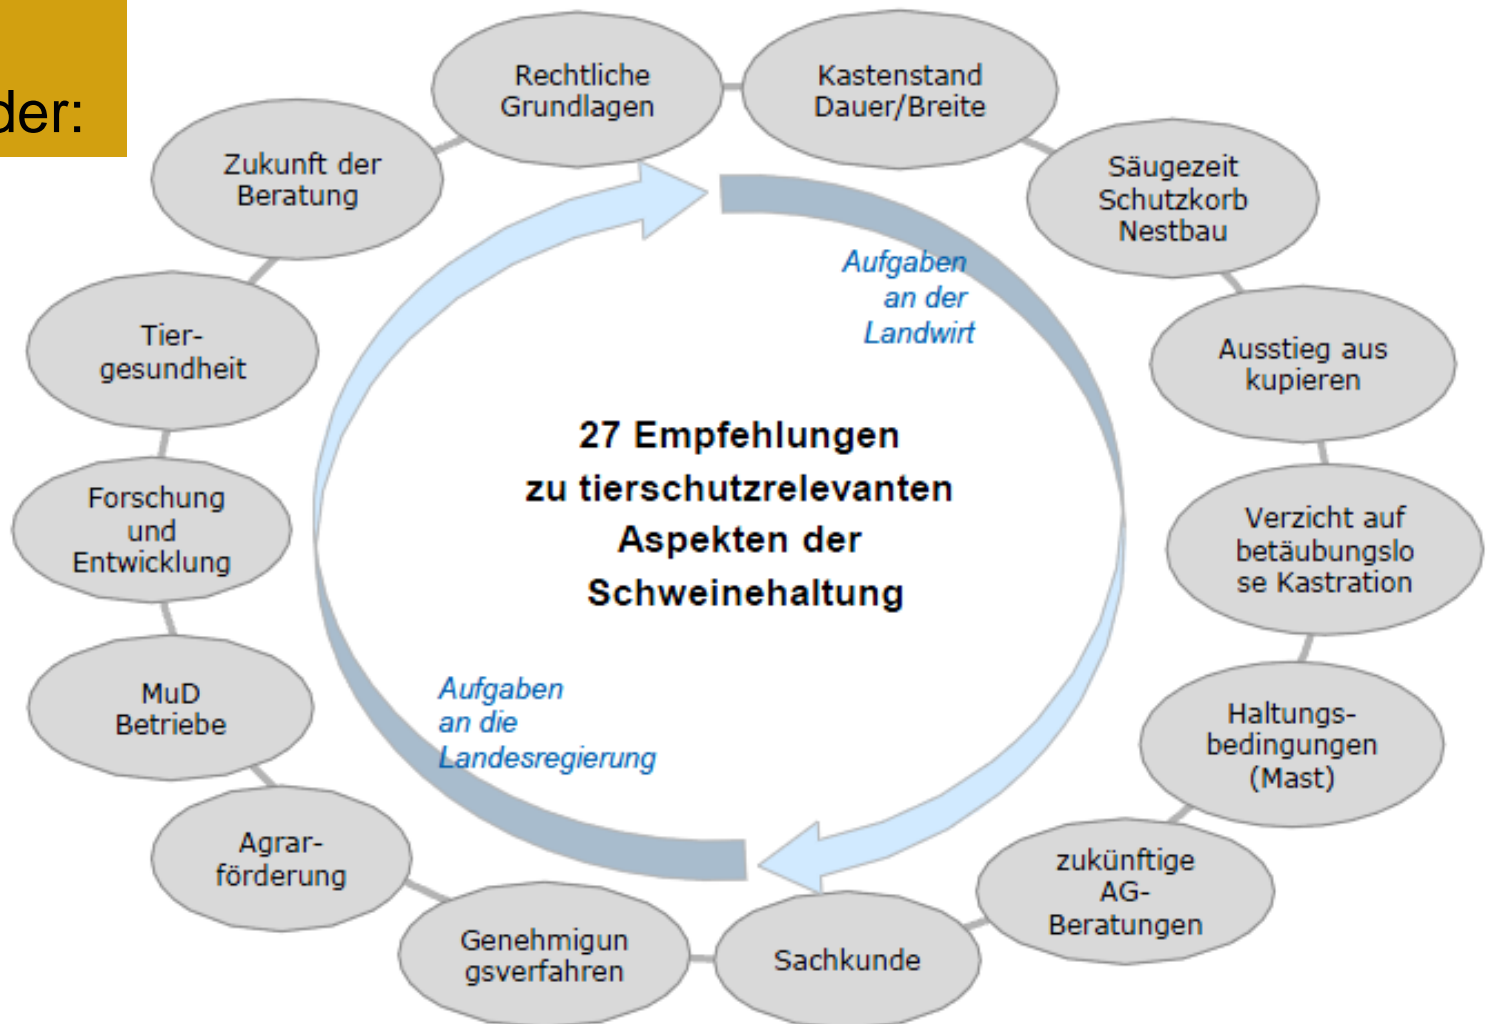 der:
Rechtliche
Grundlagen
Kastenstand
Dauer/Breite
Säugezeit
Schutzkorb
Nestbau
Ausstieg aus
kupieren
Verzicht auf
betäubungslo
se Kastration
Haltungs-
bedingungen
(Mast)
zukünftige
AG-
Beratungen
Sachkunde
Genehmigun
gsverfahren
Agrar-
förderung
MuD
Betriebe
Forschung
und
Entwicklung
Tier-
gesundheit
Zukunft der
Beratung
Aufgaben
an der
Landwirt
27 Empfehlungen
zu tierschutzrelevanten
Aspekten der
Schweinehaltung
Aufgaben
an die
Landesregierung